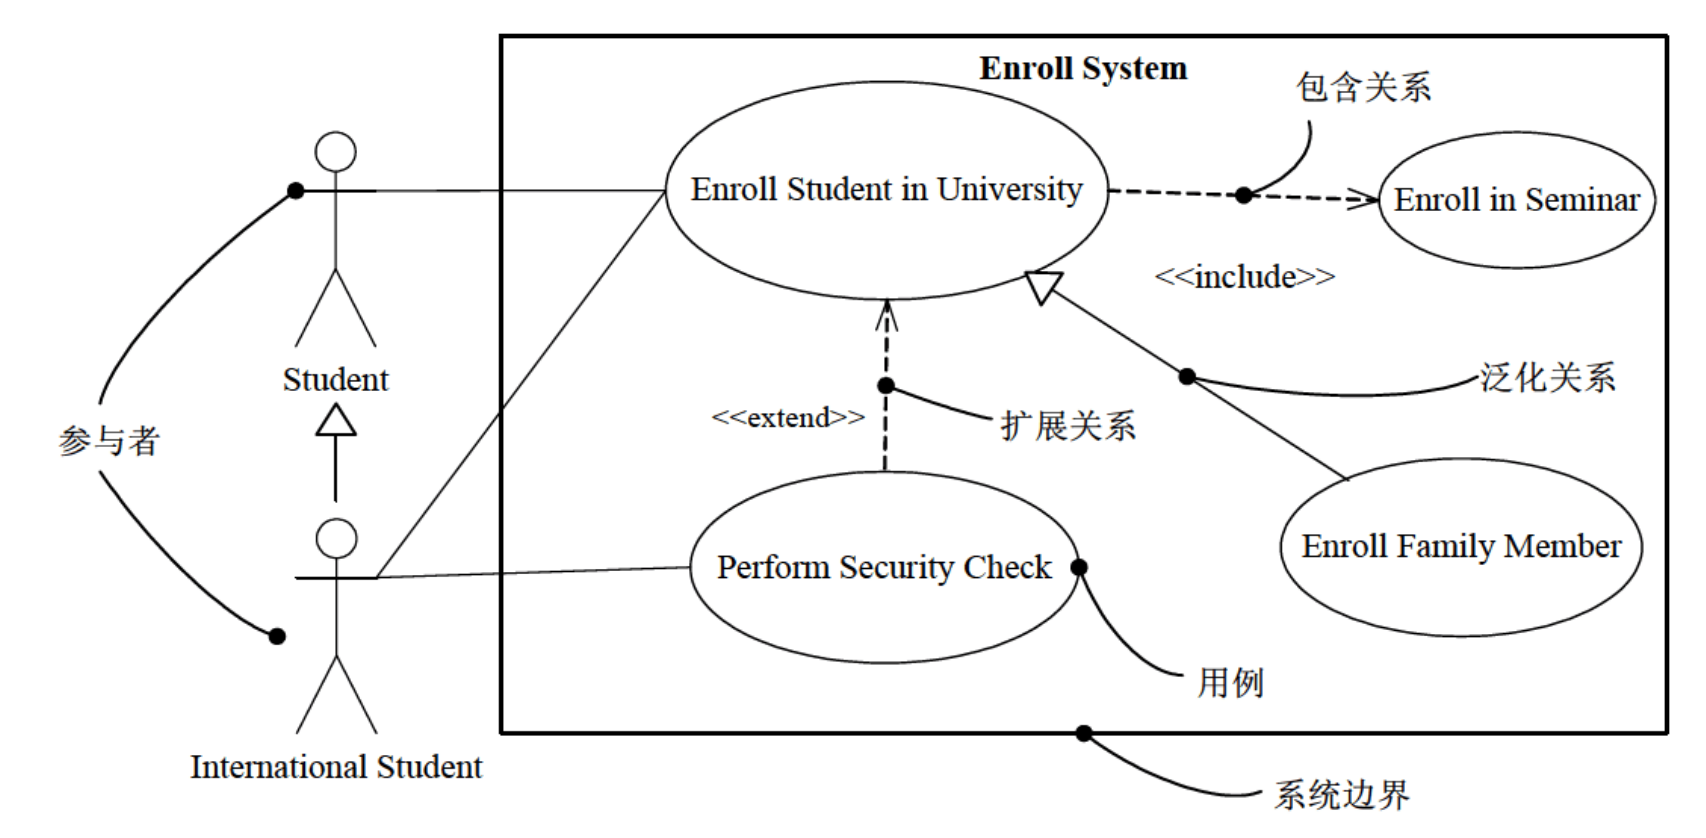 Enroll System
包含关系
Enroll Student in University
Enroll in Seminar
<<include>>
Student
泛化关系
<<extend>>
扩展关系
参与者
Enroll Family Member
Perform Security Check
用例
International Student
系统边界